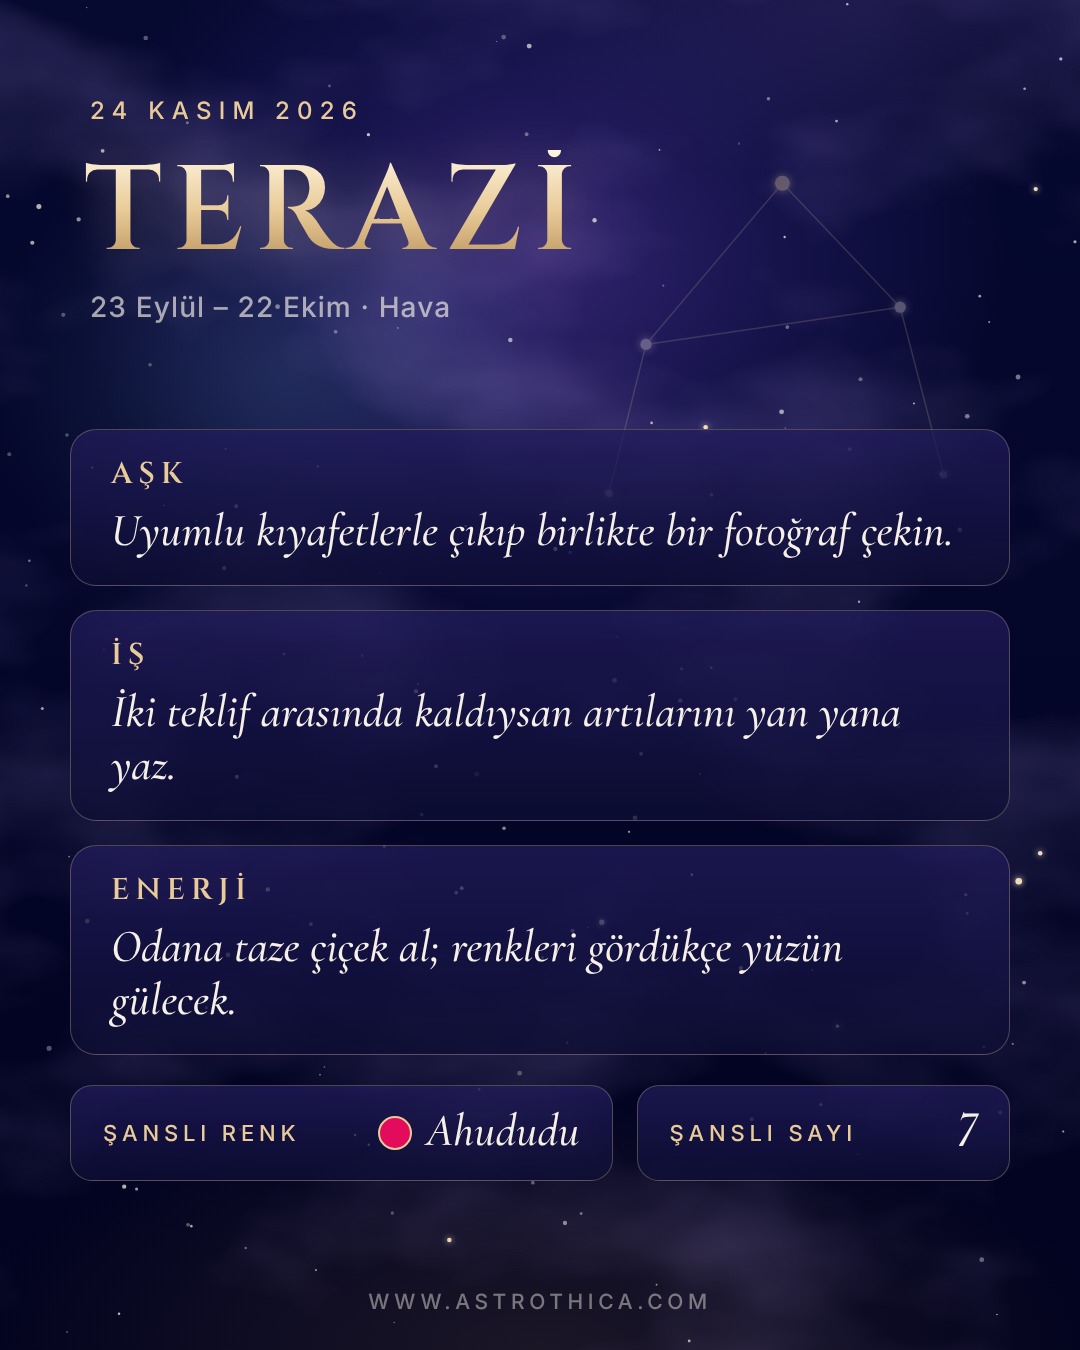 24 KASIM 2026
TERAZİ
23 Eylül – 22 Ekim · Hava
AŞK
Uyumlu kıyafetlerle çıkıp birlikte bir fotoğraf çekin.
İŞ
İki teklif arasında kaldıysan artılarını yan yana
yaz.
ENERJİ
Odana taze çiçek al; renkleri gördükçe yüzün
gülecek.
ŞANSLI RENK Ahududu
ŞANSLI SAYI 7
WWW.ASTROTHICA.COM